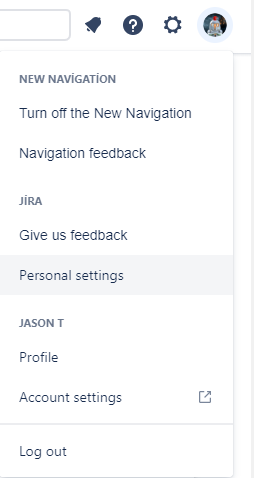 NEW NAVİGATİON
Turn off the New Navigation
Navigation feedback
JİRA
Give us feedback
Personal settings
JASON T
Profile
Account settings
Log out